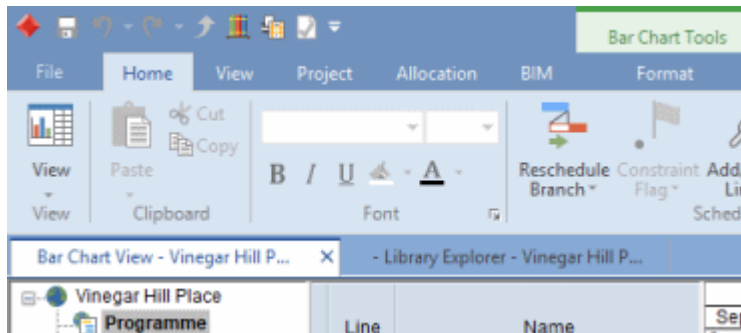 Bar Chart Tools
File Home View Project Allocation BIM Format
Cut
Copy
View Paste B I U A Reschedule Branch Constraint Flag
View Clipboard Font
Bar Chart View - Vinegar Hill P... - Library Explorer - Vinegar Hill P...
Vinegar Hill Place
Programme Line Name